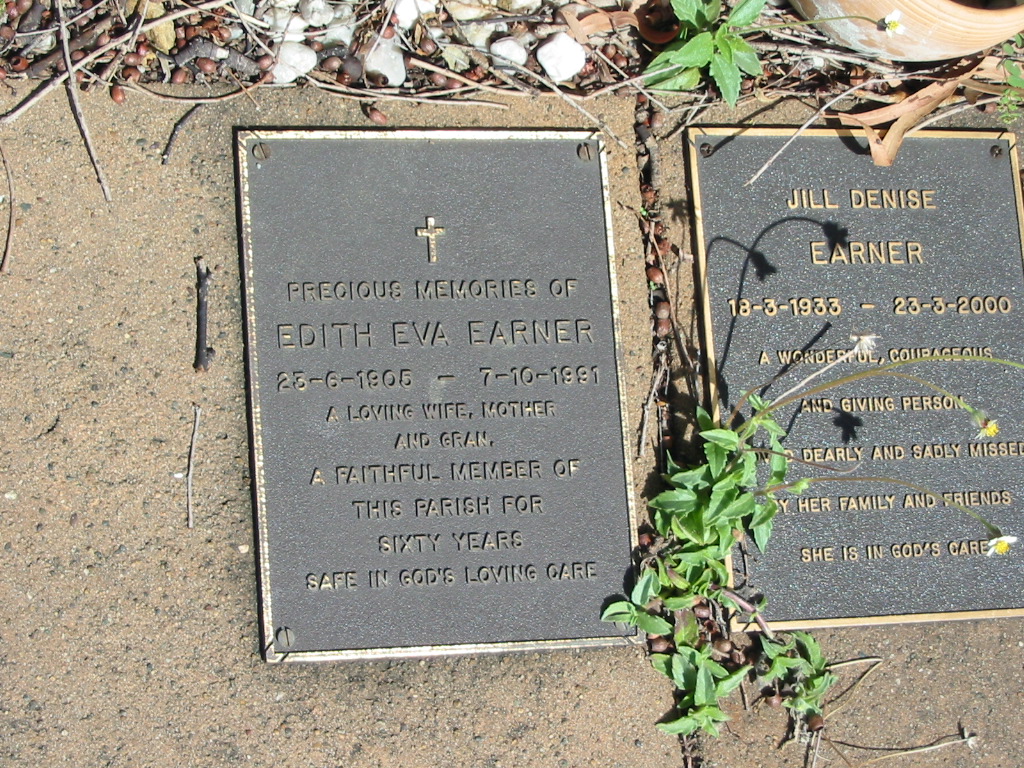 PRECIOUS MEMORIES OF
EDITH EVA EARNER
23-6-1905 - 7-10-1991
A LOVING WIFE, MOTHER
AND GRAN.
A FAITHFUL MEMBER OF
THIS PARISH FOR
SIXTY YEARS
SAFE IN GOD'S LOVING CARE
JILL DENISE
EARNER
18-3-1933 - 23-3-2000
A WONDERFUL, COURAGEOUS
AND GIVING PERSON
DEARLY AND SADLY MISSED
HER FAMILY AND FRIENDS
SHE IS IN GOD'S CARE